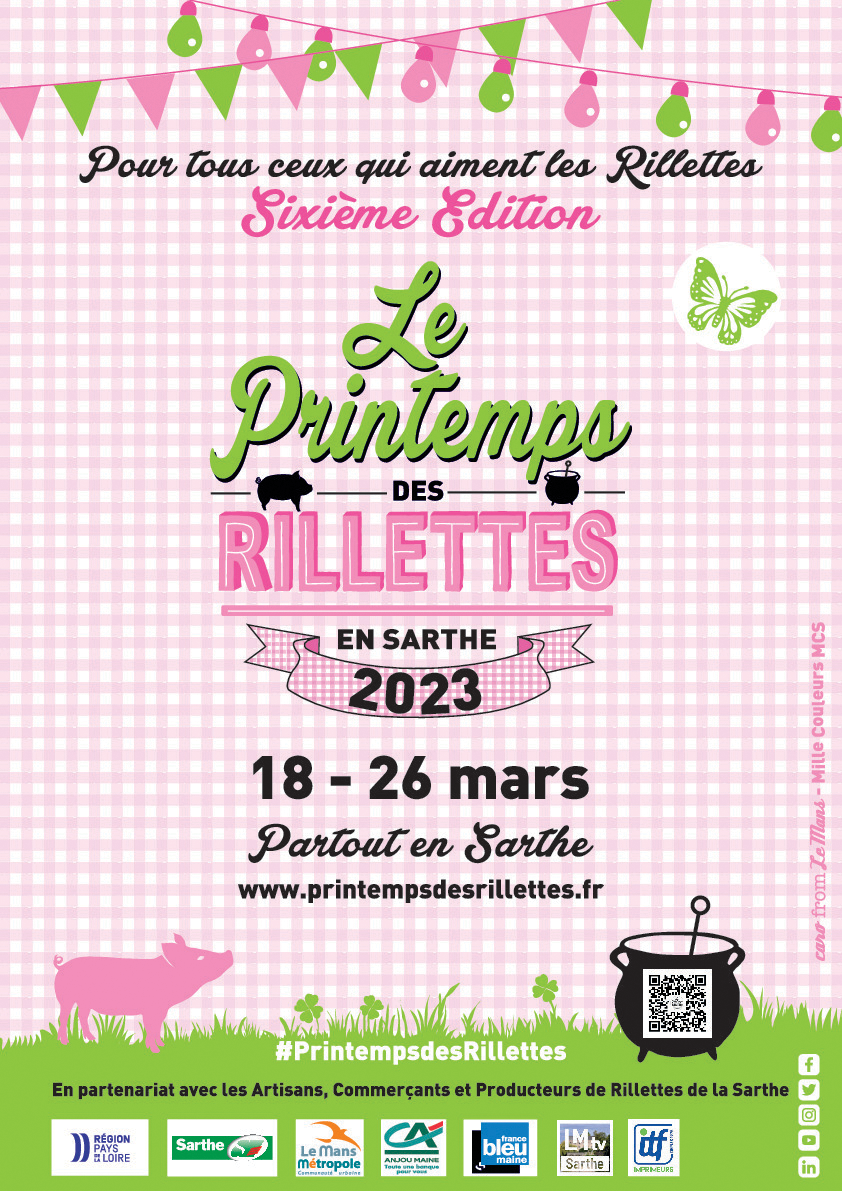 Pour tous ceux qui aiment les Rillettes
Sixième Edition
Le
Printemps
DES
RILLETTES
EN SARTHE
2023
18 - 26 mars
Partout en Sarthe
www.printempsdesrillettes.fr
caro from Le Mans - Mille Couleurs MCS
#PrintempsdesRillettes
En partenariat avec les Artisans, Commerçants et Producteurs de Rillettes de la Sarthe
RÉGION
PAYS
DE LA
LOIRE
Sarthe
Le Mans
Métropole
Communauté urbaine
CA
ANJOU MAINE
Toute une banque
pour vous
france
bleu
maine
LMtv
Sarthe
itf
IMPRIMEURS